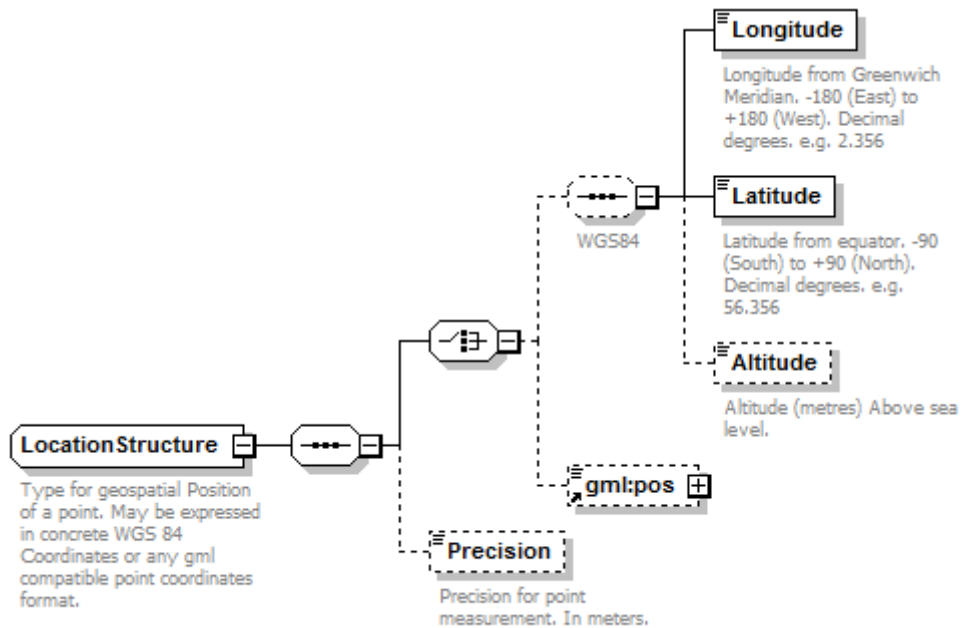 Longitude
Longitude from Greenwich
Meridian. -180 (East) to
+180 (West). Decimal
degrees. e.g. 2.356
WGS84
Latitude
Latitude from equator. -90
(South) to +90 (North).
Decimal degrees. e.g.
56.356
Altitude
Altitude (metres) Above sea
level.
LocationStructure
Type for geospatial Position
of a point. May be expressed
in concrete WGS 84
Coordinates or any gml
compatible point coordinates
format.
gml:pos
Precision
Precision for point
measurement. In meters.